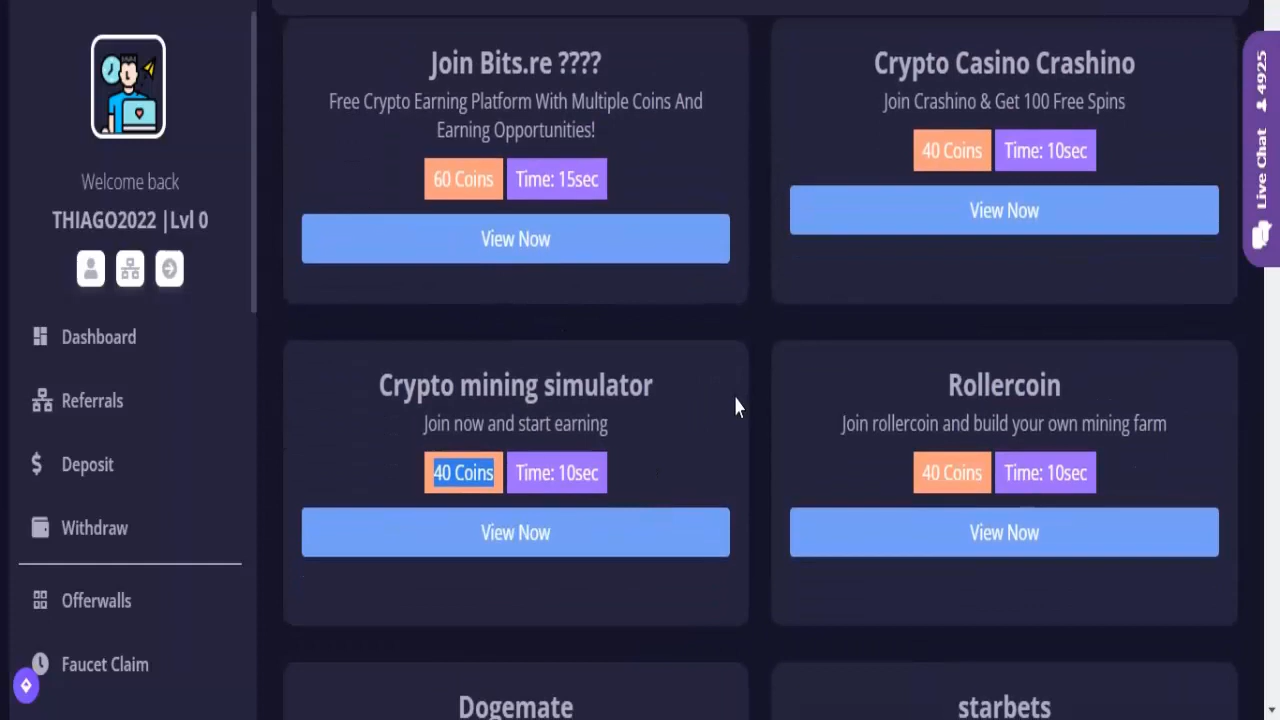 Welcome back
THIAGO2022 |Lvl 0
Dashboard
Referrals
Deposit
Withdraw
Offerwalls
Faucet Claim
Join Bits.re ????
Free Crypto Earning Platform With Multiple Coins And
Earning Opportunities!
60 Coins Time: 15sec
View Now
Crypto Casino Crashino
Join Crashino & Get 100 Free Spins
40 Coins Time: 10sec
View Now
Crypto mining simulator
Join now and start earning
40 Coins Time: 10sec
View Now
Rollercoin
Join rollercoin and build your own mining farm
40 Coins Time: 10sec
View Now
Dogemate
starbets
Live Chat 4925